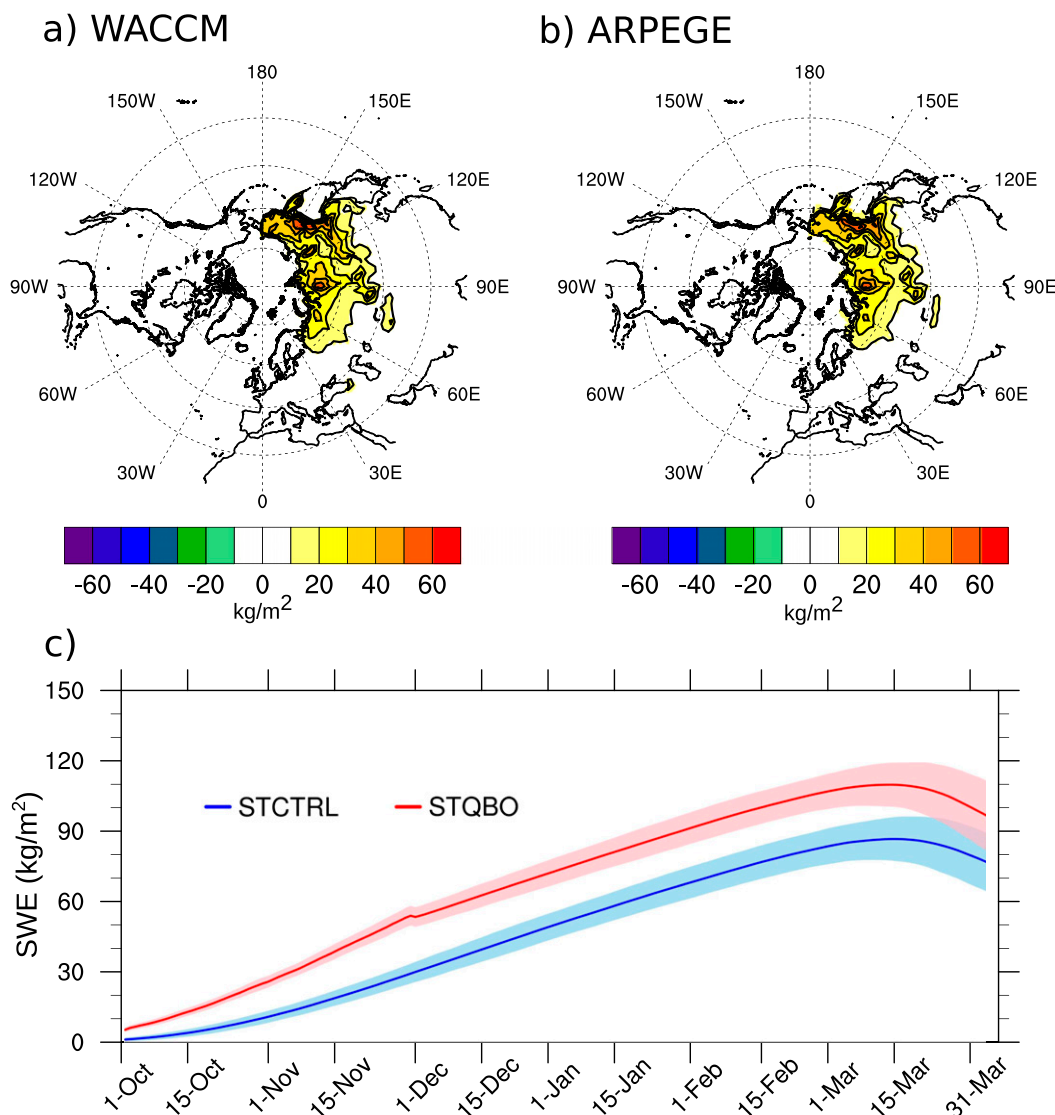 a) WACCM
b) ARPEGE
180
150W
150E
120W
120E
90W
90E
60W
60E
30W
30E
0
180
150W
150E
120W
120E
90W
90E
60W
60E
30W
30E
0
-60 -40 -20 0 20 40 60
kg/m²
-60 -40 -20 0 20 40 60
kg/m²
c)
150
120
90
60
30
0
SWE (kg/m²)
STCTRL
STQBO
1-Oct 15-Oct 1-Nov 15-Nov 1-Dec 15-Dec 1-Jan 15-Jan 1-Feb 15-Feb 1-Mar 15-Mar 31-Mar